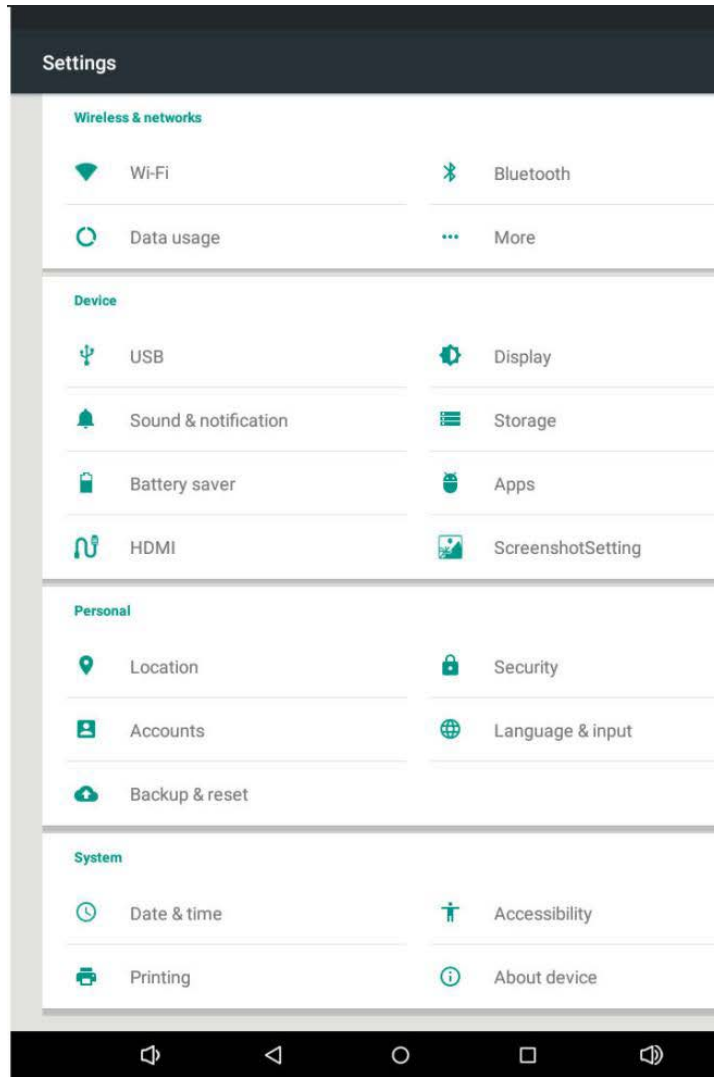 Settings
Wireless & networks
Wi-Fi
Bluetooth
Data usage
More
Device
USB
Display
Sound & notification
Storage
Battery saver
Apps
HDMI
ScreenshotSetting
Personal
Location
Security
Accounts
Language & input
Backup & reset
System
Date & time
Accessibility
Printing
About device